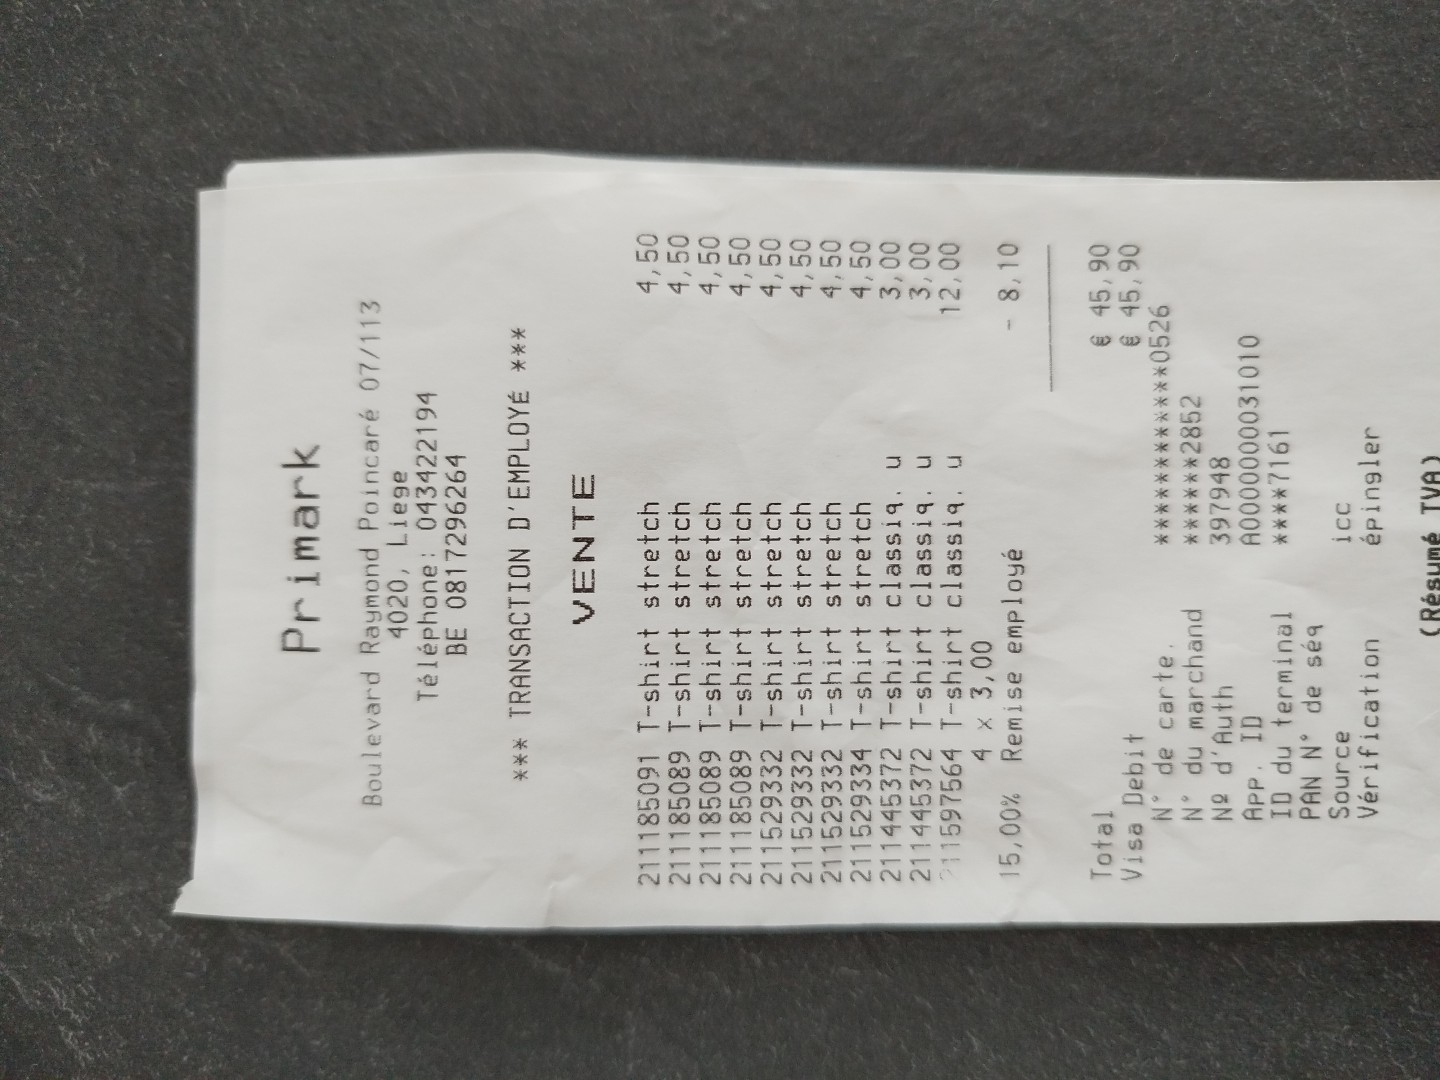 Primark
Boulevard Raymond Poincaré 07/113
4020, Liege
Téléphone: 043422194
BE 0817296264
*** TRANSACTION D'EMPLOYÉ ***
VENTE
211185091 T-shirt stretch 4,50
211185089 T-shirt stretch 4,50
211185089 T-shirt stretch 4,50
211185089 T-shirt stretch 4,50
211529332 T-shirt stretch 4,50
211529332 T-shirt stretch 4,50
211529332 T-shirt stretch 4,50
211529334 T-shirt stretch 4,50
211445372 T-shirt classiq. u 3,00
211445372 T-shirt classiq. u 3,00
211597564 T-shirt classiq. u 12,00
4 x 3,00
15,00% Remise employé - 8,10
Total € 45,90
Visa Debit € 45,90
N° de carte. ************0526
N° du marchand ******2852
Nº d'Auth 397948
App. ID A0000000031010
ID du terminal ****7161
PAN N° de séq
Source icc
Vérification épingler
(Résumé TVA)